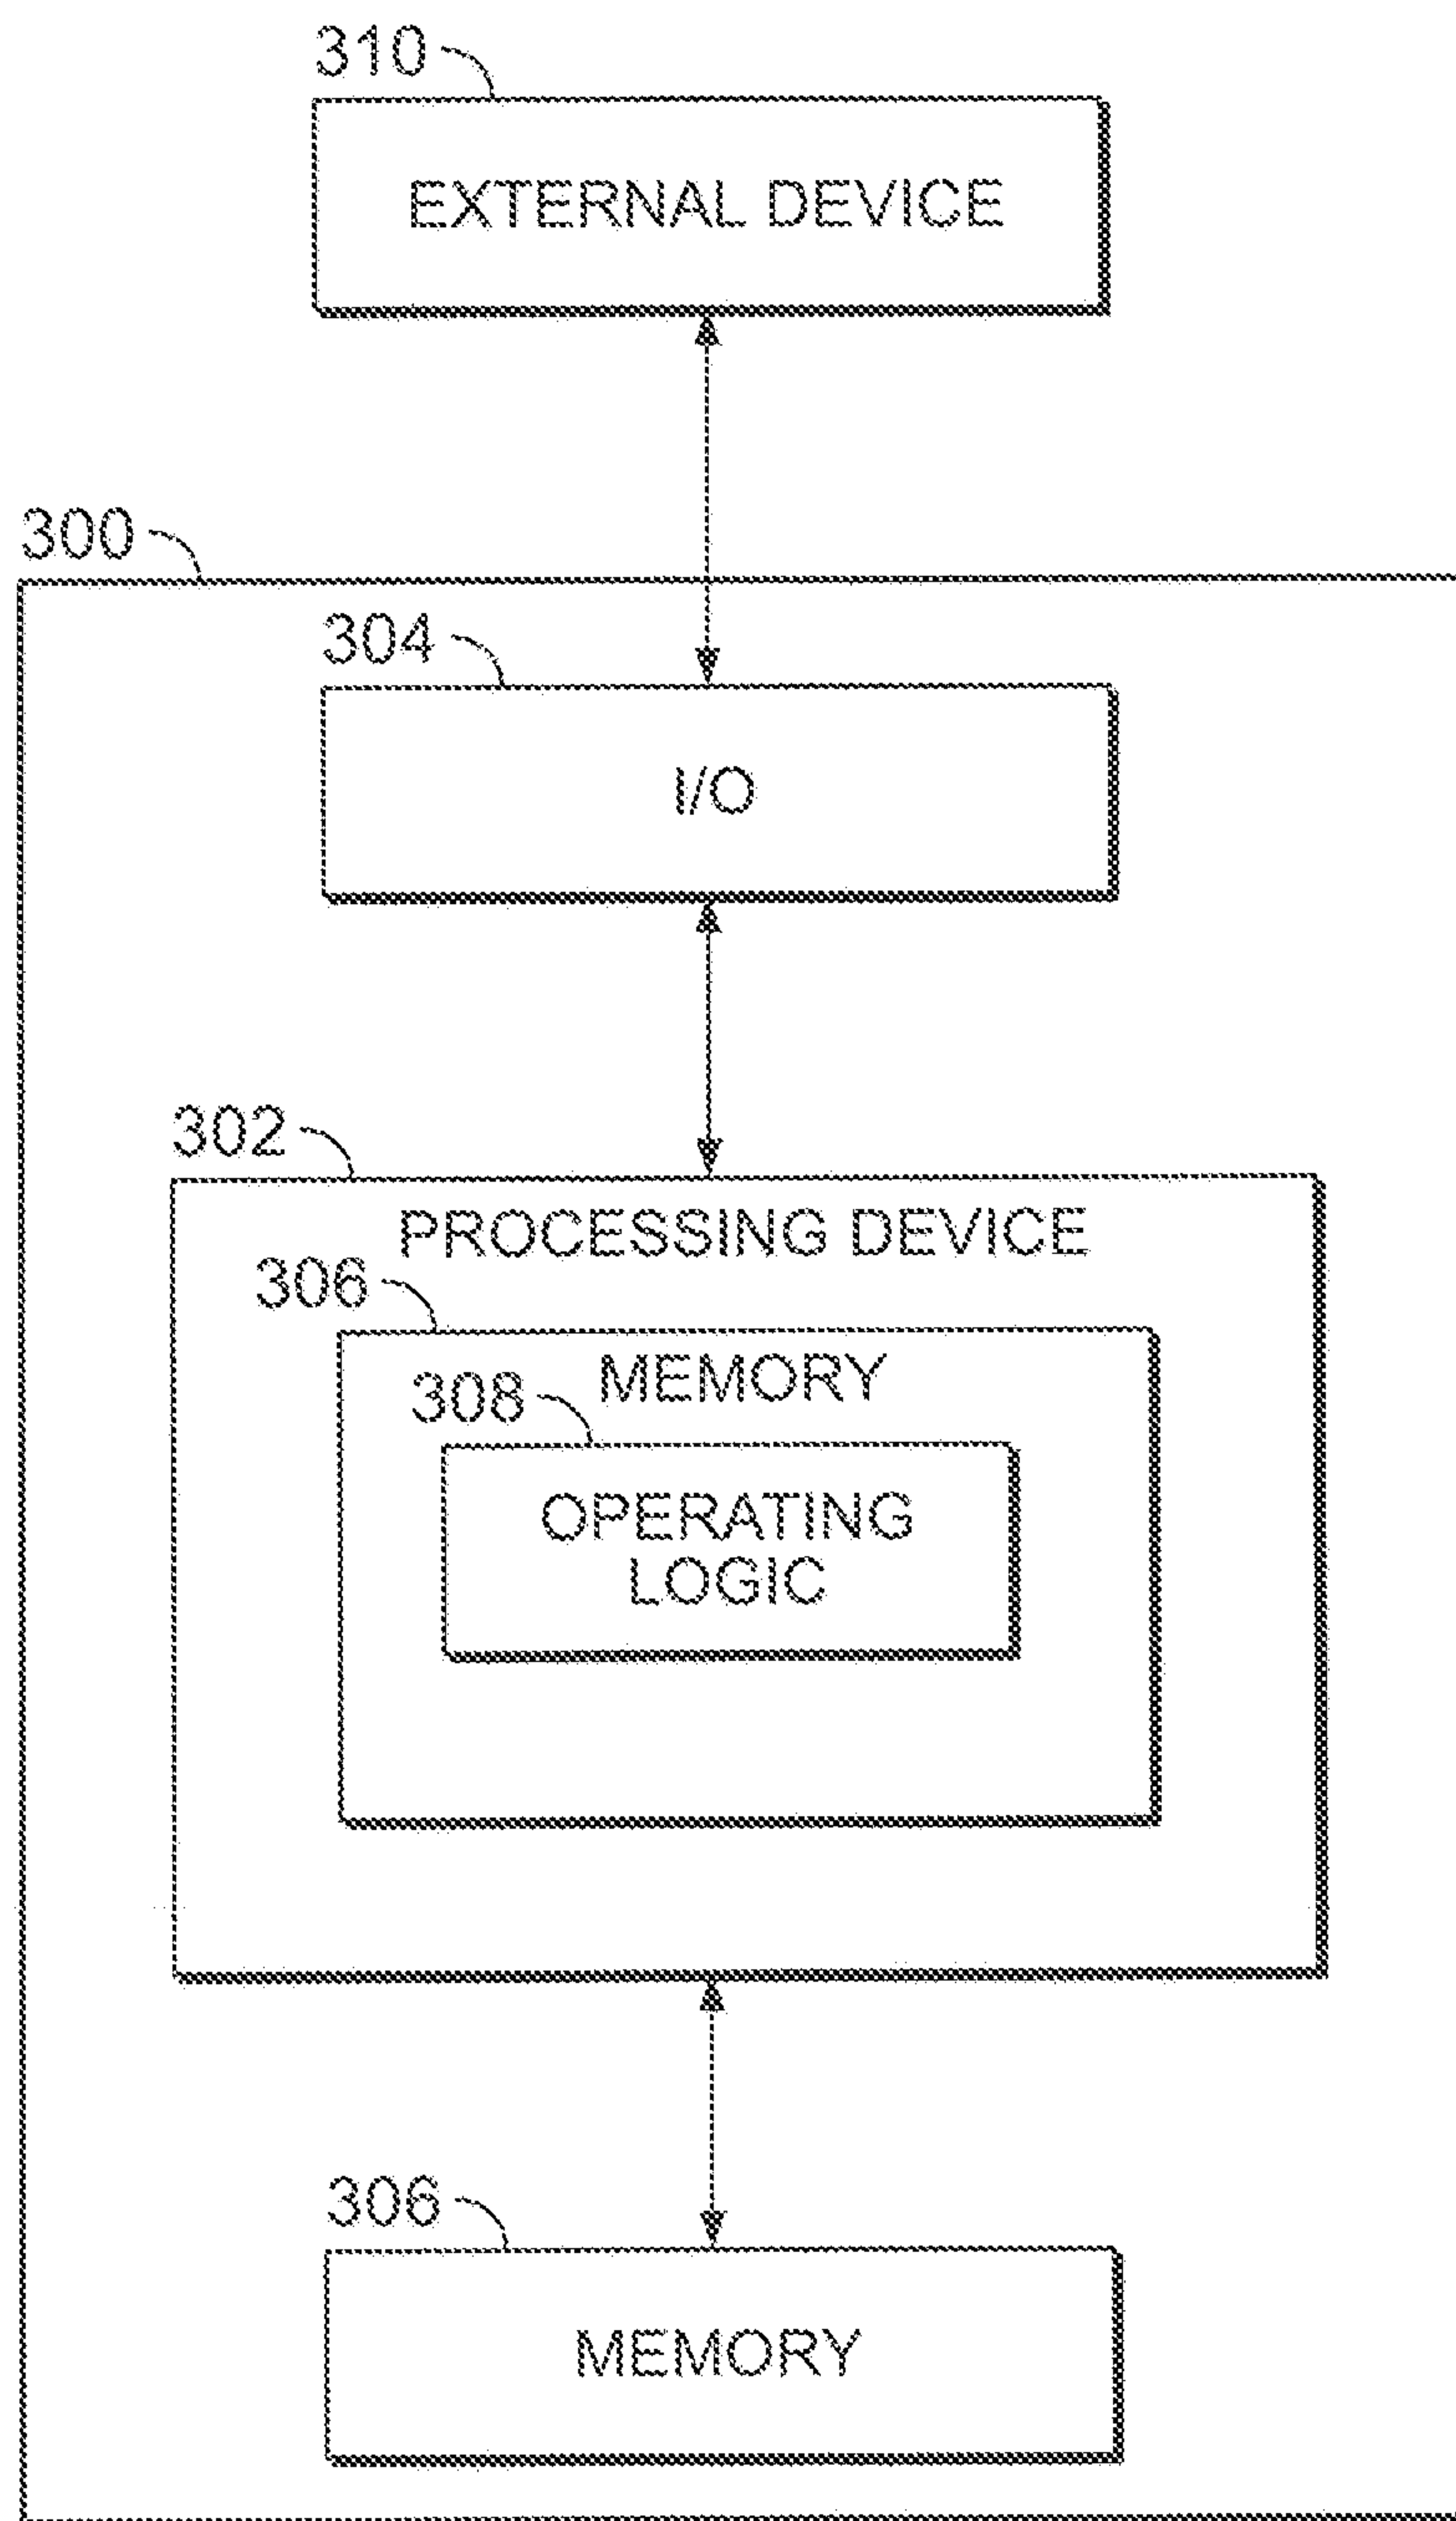 310
EXTERNAL DEVICE
300
304
I/O
302
PROCESSING DEVICE
306
MEMORY
308
OPERATING
LOGIC
306
MEMORY